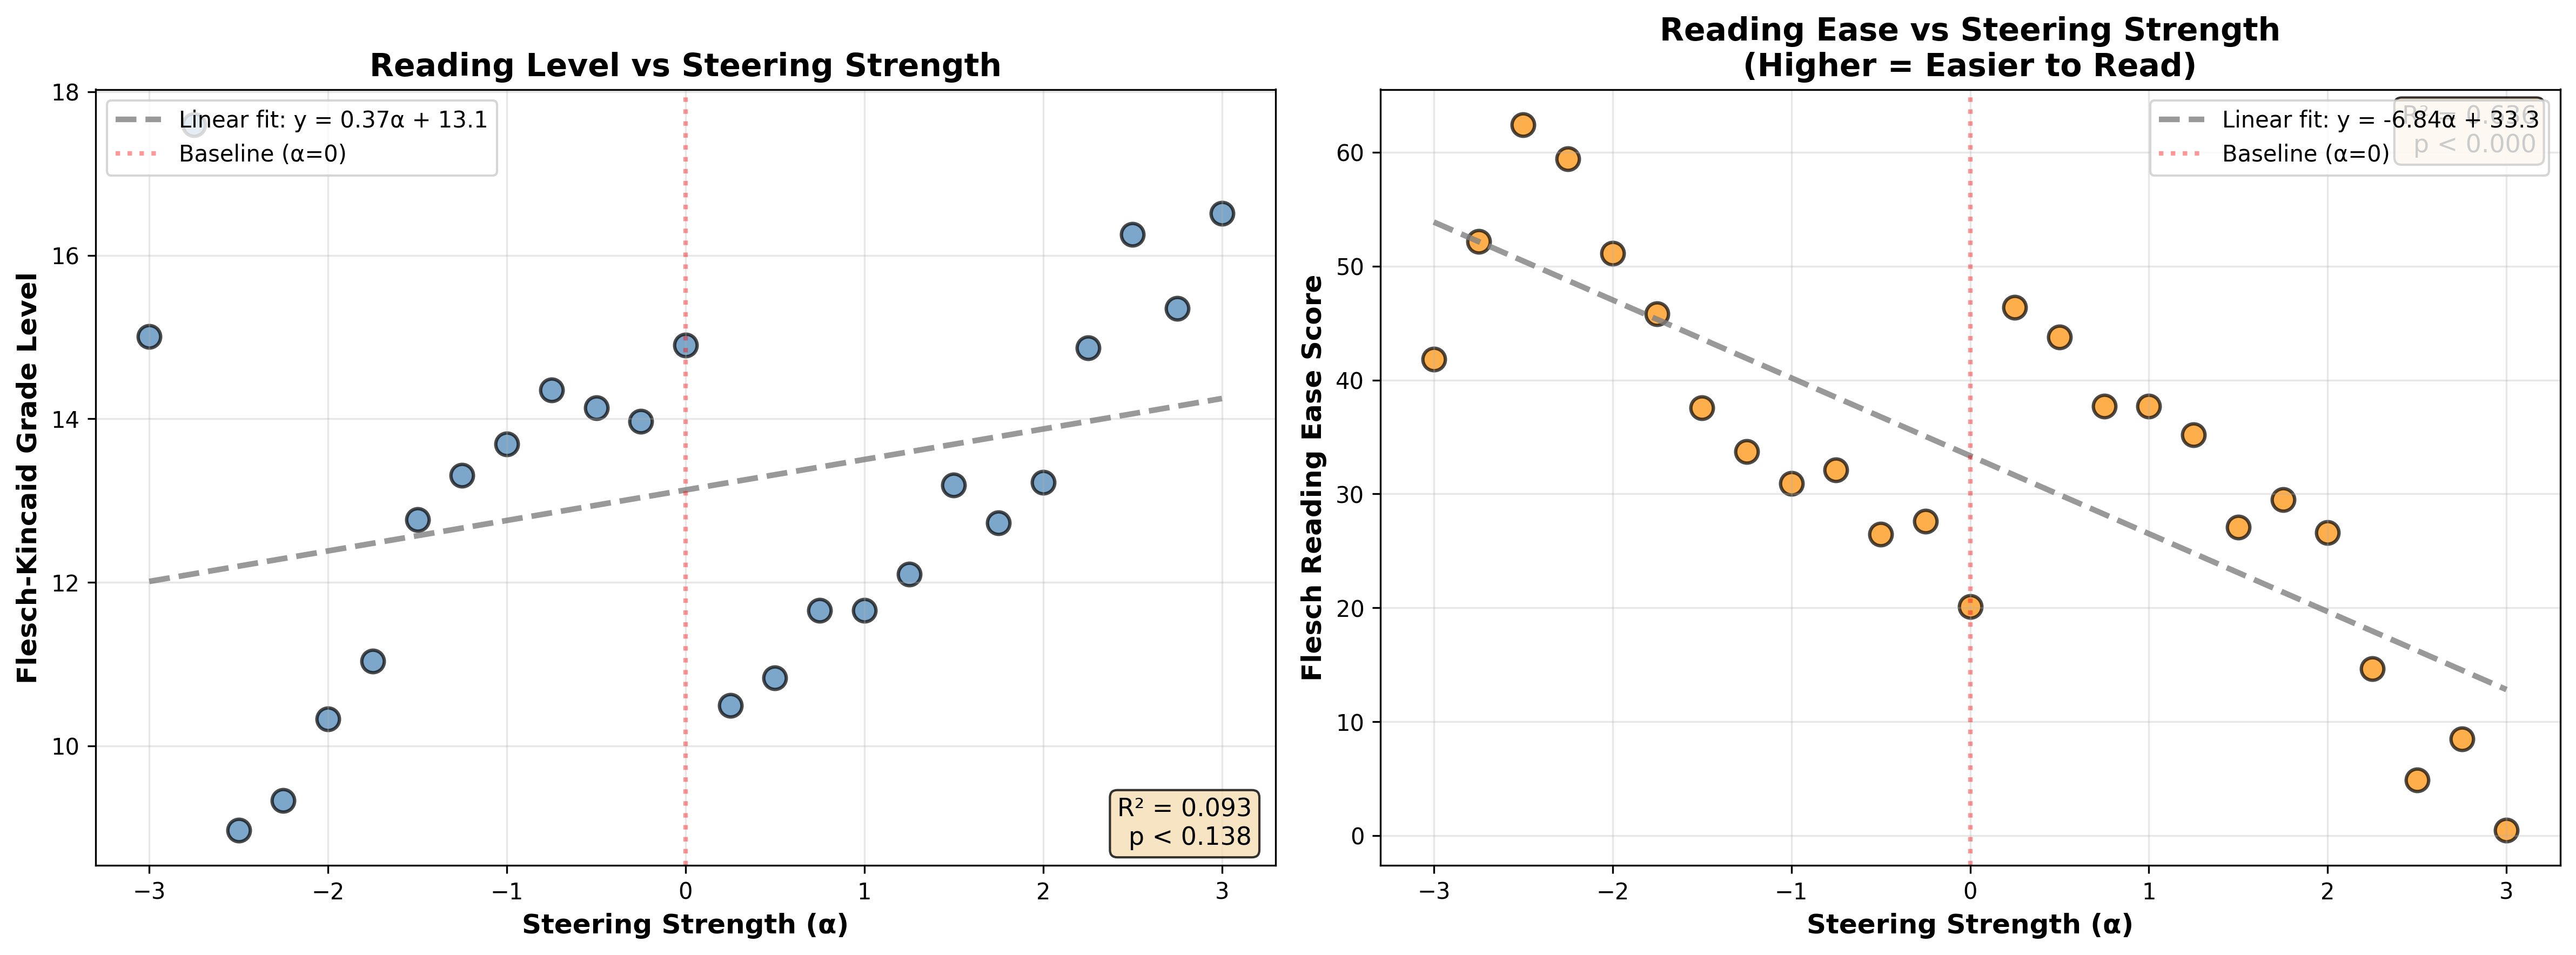 Reading Level vs Steering Strength
18
16
14
12
10
Flesch-Kincaid Grade Level
Linear fit: y = 0.37α + 13.1
Baseline (α=0)
R² = 0.093
p < 0.138
−3 −2 −1 0 1 2 3
Steering Strength (α)
Reading Ease vs Steering Strength
(Higher = Easier to Read)
60
50
40
30
20
10
0
Flesch Reading Ease Score
Linear fit: y = -6.84α + 33.3
Baseline (α=0)
p < 0.000
−3 −2 −1 0 1 2 3
Steering Strength (α)